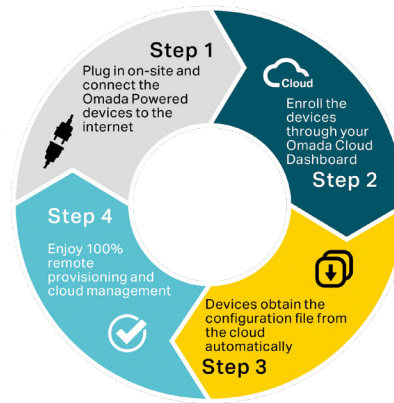 Step 1
Plug in on-site and
connect the
Omada Powered
devices to the
internet
Cloud
Enroll the
devices
through your
Omada Cloud
Dashboard
Step 2
Devices obtain the
configuration file from
the cloud
automatically
Step 3
Step 4
Enjoy 100%
remote
provisioning and
cloud management